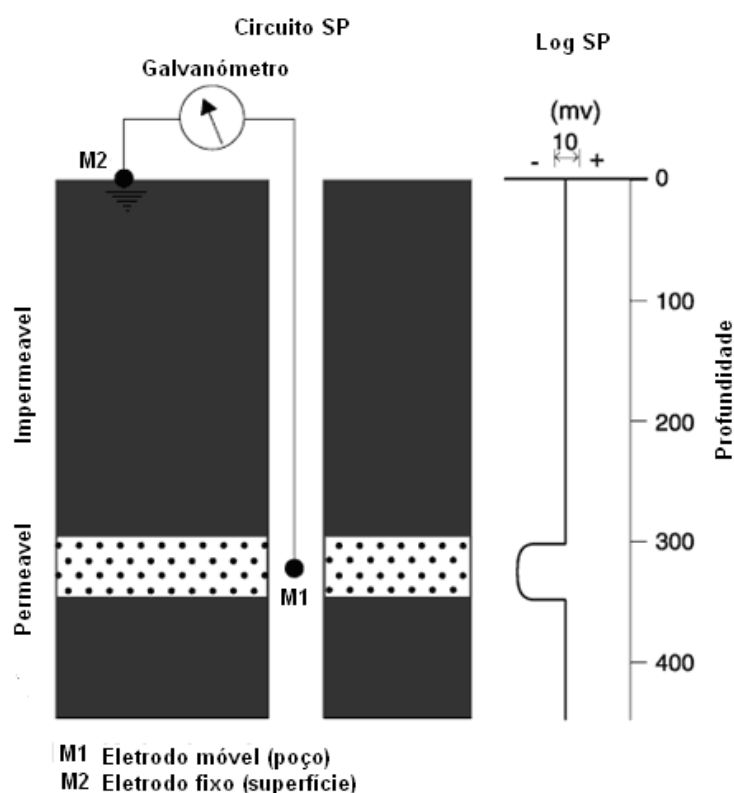 Circuito SP
Log SP
Galvanómetro
(mv)
10
- +
M2
0
100
200
300
400
Impermeavel
Permeavel
Profundidade
M1
M1 Eletrodo móvel (poço)
M2 Eletrodo fixo (superfície)